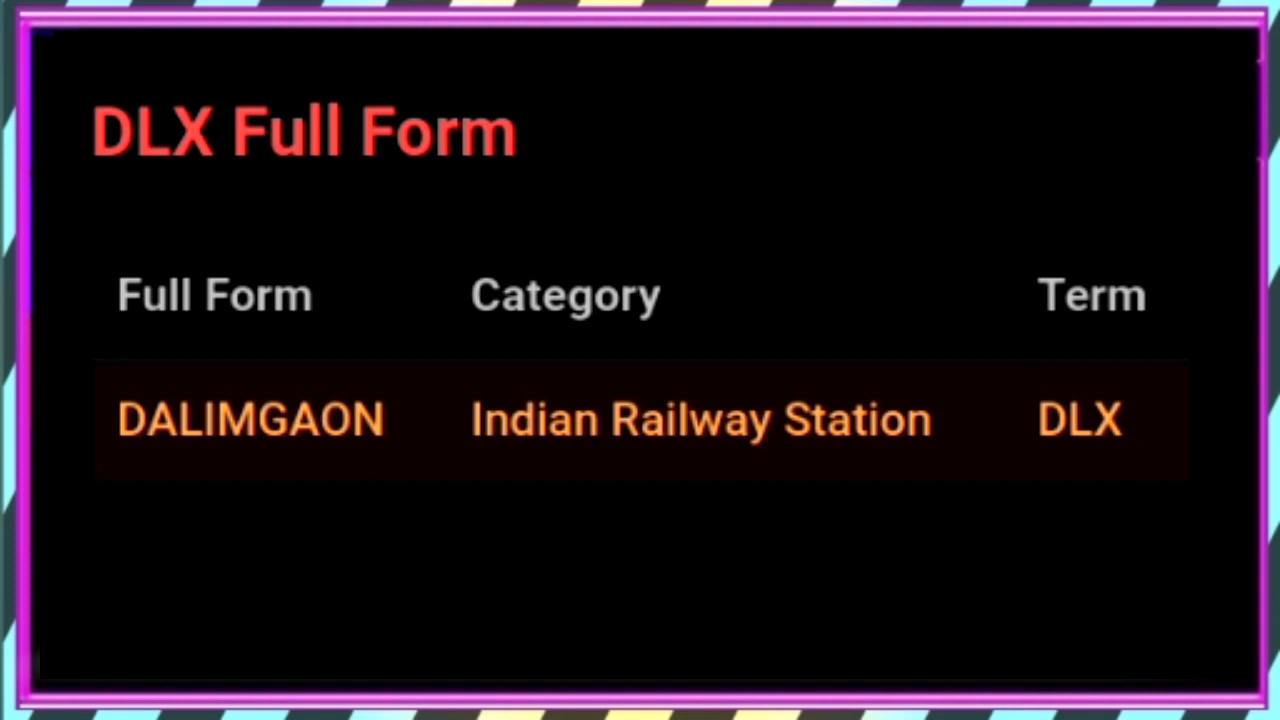 DLX Full Form
Full Form Category Term
DALIMGAON Indian Railway Station DLX